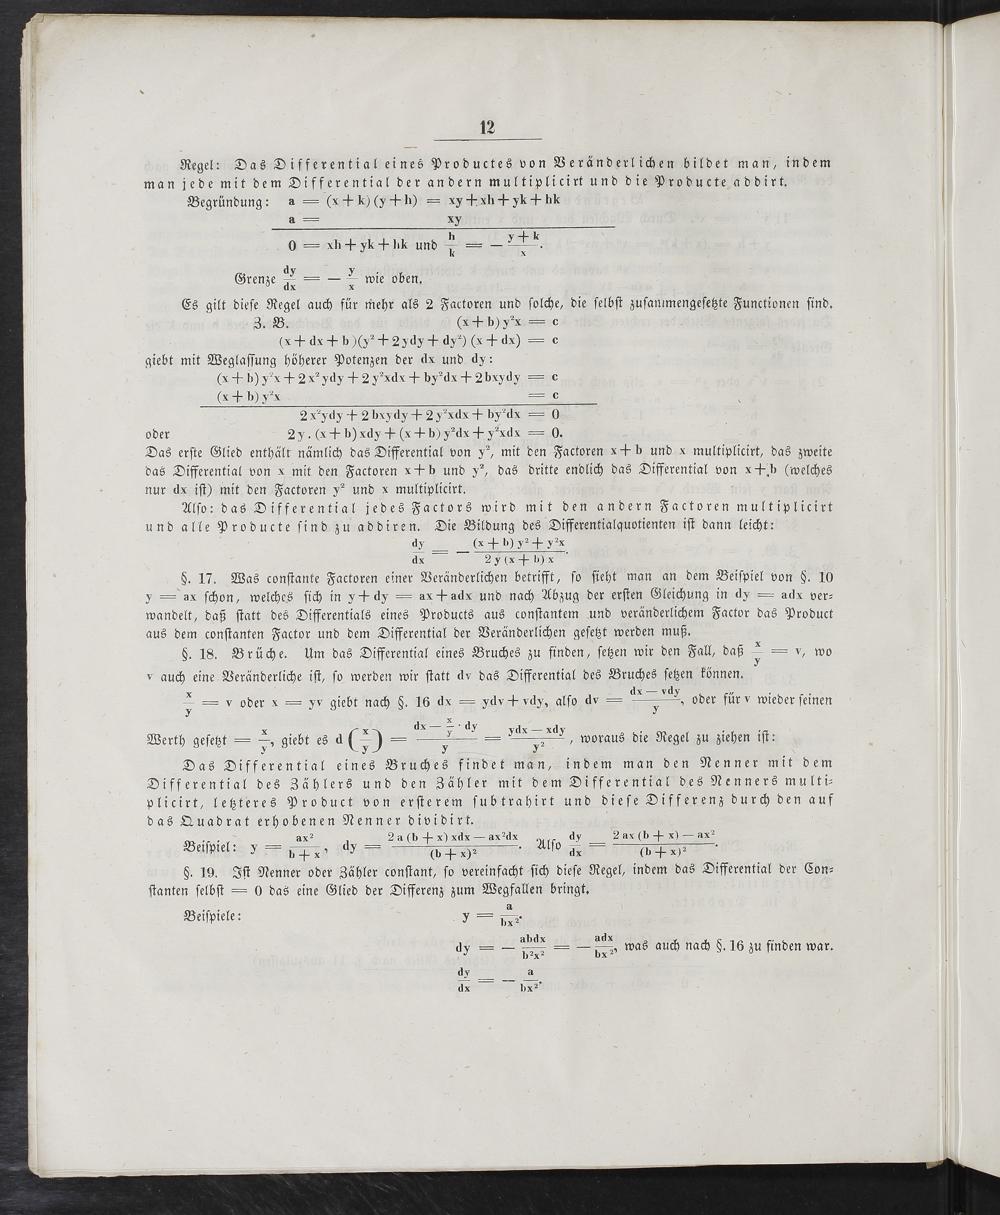 12
Regel: Das Differential eines Productes von Veränderlichen bildet man, indem
man jede mit dem Differential der andern multiplicirt und die Producte addirt.
Begründung: a = (x + k) (y + h) = xy + xh + yk + hk
a = xy
0 = xh + yk + hk und h/k = — (y + k)/x.
Grenze dy/dx = — y/x wie oben.
Es gilt diese Regel auch für mehr als 2 Factoren und solche, die selbst zusammengesetzte Functionen sind.
Z. B. (x + b) y²x = c
(x + dx + b) (y² + 2ydy + dy²) (x + dx) = c
giebt mit Weglassung höherer Potenzen der dx und dy:
(x + b) y²x + 2x²ydy + 2y²xdx + by²dx + 2bxydy = c
(x + b) y²x = c
2x²ydy + 2bxydy + 2y²xdx + by²dx = 0
oder 2y. (x + b) xdy + (x + b) y²dx + y²xdx = 0.
Das erste Glied enthält nämlich das Differential von y², mit den Factoren x + b und x multiplicirt, das zweite
das Differential von x mit den Factoren x + b und y², das dritte endlich das Differential von x + b (welches
nur dx ist) mit den Factoren y² und x multiplicirt.
Also: das Differential jedes Factors wird mit den andern Factoren multiplicirt
und alle Producte sind zu addiren. Die Bildung des Differentialquotienten ist dann leicht:
dy/dx = — ((x + b) y² + y²x)/(2y (x + b) x).
§. 17. Was constante Factoren einer Veränderlichen betrifft, so sieht man an dem Beispiel von §. 10
y = ax schon, welches sich in y + dy = ax + adx und nach Abzug der ersten Gleichung in dy = adx ver-
wandelt, daß statt des Differentials eines Products aus constantem und veränderlichem Factor das Product
aus dem constanten Factor und dem Differential der Veränderlichen gesetzt werden muß.
§. 18. Brüche. Um das Differential eines Bruches zu finden, setzen wir den Fall, daß x/y = v, wo
v auch eine Veränderliche ist, so werden wir statt dv das Differential des Bruches setzen können.
x/y = v oder x = yv giebt nach §. 16 dx = ydv + vdy, also dv = (dx — vdy)/y, oder für v wieder seinen
Werth gesetzt = x/y, giebt es d (x/y) = (dx — x/y · dy)/y = (ydx — xdy)/y², woraus die Regel zu ziehen ist:
Das Differential eines Bruches findet man, indem man den Nenner mit dem
Differential des Zählers und den Zähler mit dem Differential des Nenners multi-
plicirt, letzteres Product von ersterem subtrahirt und diese Differenz durch den auf
das Quadrat erhobenen Nenner dividirt.
Beispiel: y = ax²/(b + x), dy = (2a (b + x) xdx — ax²dx)/(b + x)². Also dy/dx = (2ax (b + x) — ax²)/(b + x)².
§. 19. Ist Nenner oder Zähler constant, so vereinfacht sich diese Regel, indem das Differential der Con-
stanten selbst = 0 das eine Glied der Differenz zum Wegfallen bringt.
Beispiele: y = a/bx².
dy = — abdx/b²x² = — adx/bx², was auch nach §. 16 zu finden war.
dy/dx = — a/bx².